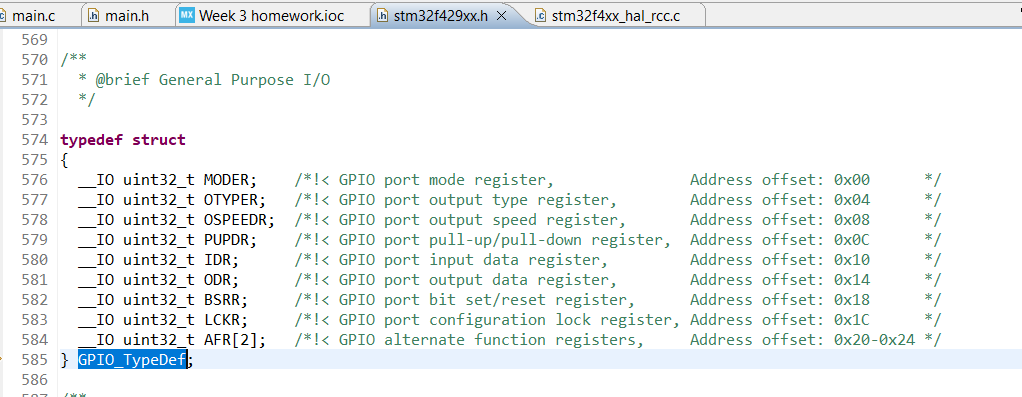 main.c main.h MX Week 3 homework.ioc stm32f429xx.h stm32f4xx_hal_rcc.c
569
570 /**
571   * @brief General Purpose I/O
572   */
573
574 typedef struct
575 {
576   __IO uint32_t MODER;    /*!< GPIO port mode register,               Address offset: 0x00      */
577   __IO uint32_t OTYPER;   /*!< GPIO port output type register,        Address offset: 0x04      */
578   __IO uint32_t OSPEEDR;  /*!< GPIO port output speed register,       Address offset: 0x08      */
579   __IO uint32_t PUPDR;    /*!< GPIO port pull-up/pull-down register,  Address offset: 0x0C      */
580   __IO uint32_t IDR;      /*!< GPIO port input data register,         Address offset: 0x10      */
581   __IO uint32_t ODR;      /*!< GPIO port output data register,        Address offset: 0x14      */
582   __IO uint32_t BSRR;     /*!< GPIO port bit set/reset register,      Address offset: 0x18      */
583   __IO uint32_t LCKR;     /*!< GPIO port configuration lock register, Address offset: 0x1C      */
584   __IO uint32_t AFR[2];   /*!< GPIO alternate function registers,     Address offset: 0x20-0x24 */
585 } GPIO_TypeDef;
586